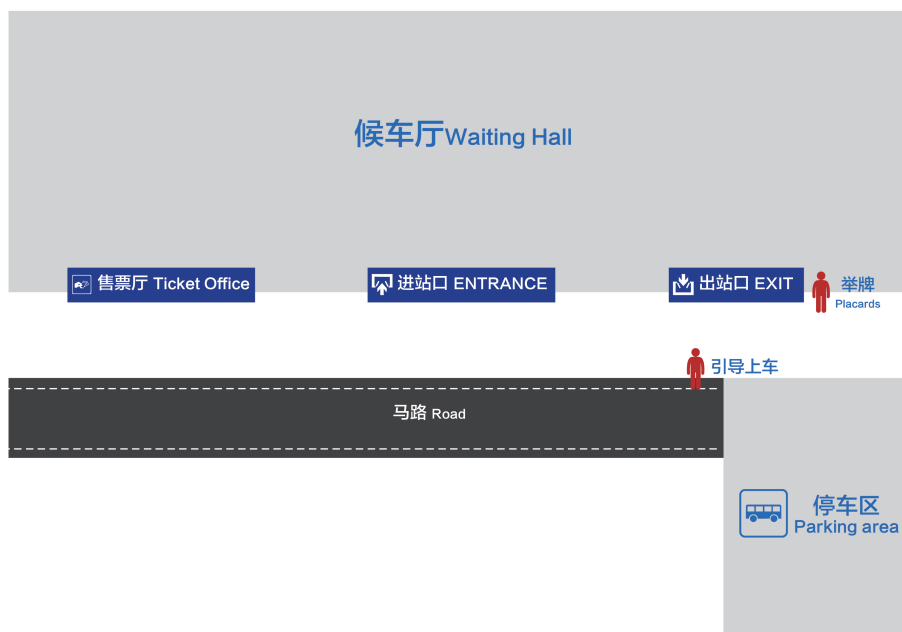 候车厅Waiting Hall
售票厅 Ticket Office
进站口 ENTRANCE
出站口 EXIT
举牌
Placards
引导上车
马路 Road
停车区
Parking area